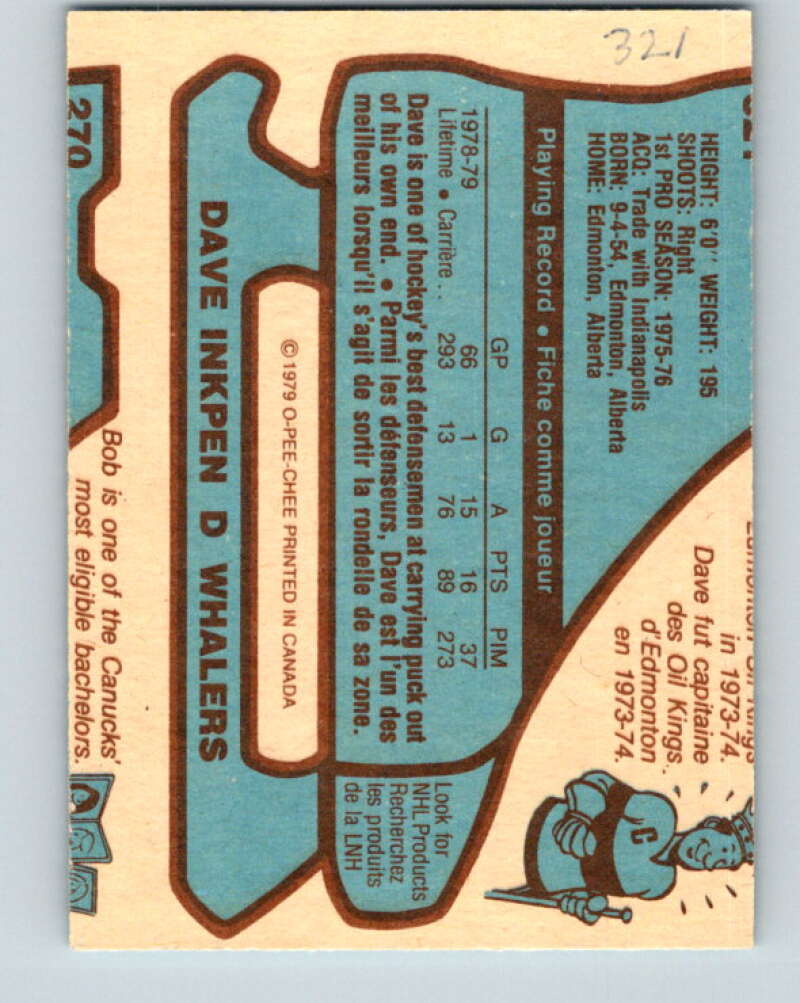 321
HEIGHT: 6'0" WEIGHT: 195
SHOOTS: Right
1st PRO SEASON: 1975-76
ACQ: Trade with Indianapolis
BORN: 9-4-54, Edmonton, Alberta
HOME: Edmonton, Alberta
in 1973-74.
Dave fut capitaine
des Oil Kings
d'Edmonton
en 1973-74.
C
Playing Record • Fiche comme joueur
GP G A PTS PIM
1978-79 66 1 15 16 37
Lifetime • Carrière . . 293 13 76 89 273
Dave is one of hockey's best defensemen at carrying puck out
of his own end. • Parmi les défenseurs, Dave est l'un des
meilleurs lorsqu'il s'agit de sortir la rondelle de sa zone.
Look for
NHL Products
Recherchez
les produits
de la LNH
© 1979 O-PEE-CHEE PRINTED IN CANADA
DAVE INKPEN D WHALERS
270
Bob is one of the Canucks'
most eligible bachelors.